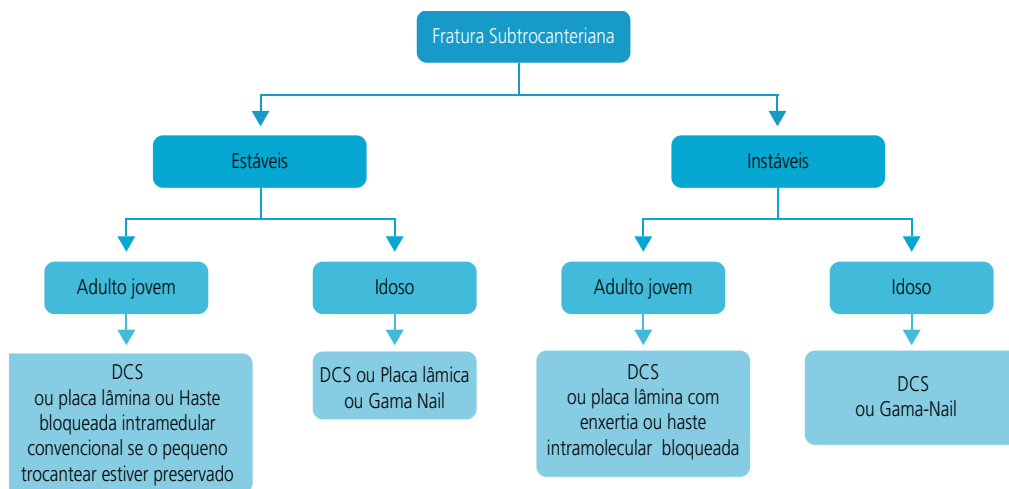 Fratura Subtrocanteriana
Estáveis
Instáveis
Adulto jovem
Idoso
Adulto jovem
Idoso
DCS
ou placa lâmina ou Haste
bloqueada intramedular
convencional se o pequeno
trocantear estiver preservado
DCS ou Placa lâmica
ou Gama Nail
DCS
ou placa lâmina com
enxertia ou haste
intramolecular bloqueada
DCS
ou Gama-Nail